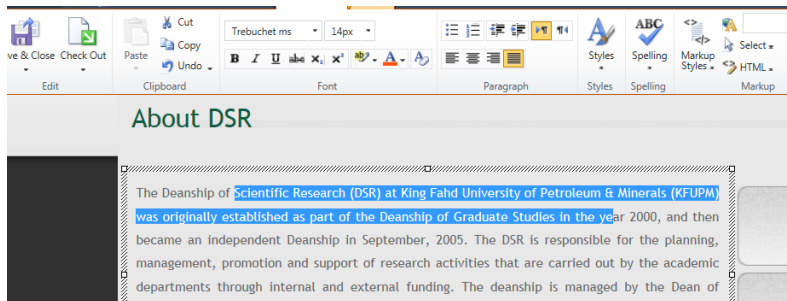 Cut
Trebuchet ms 14px
ABC
ve & Close Check Out Paste Copy Styles Spelling Markup Styles Select
Undo B I U abc X₂ X² ab A A HTML
Edit Clipboard Font Paragraph Styles Spelling Markup
About DSR
The Deanship of Scientific Research (DSR) at King Fahd University of Petroleum & Minerals (KFUPM)
was originally established as part of the Deanship of Graduate Studies in the year 2000, and then
became an independent Deanship in September, 2005. The DSR is responsible for the planning,
management, promotion and support of research activities that are carried out by the academic
departments through internal and external funding. The deanship is managed by the Dean of